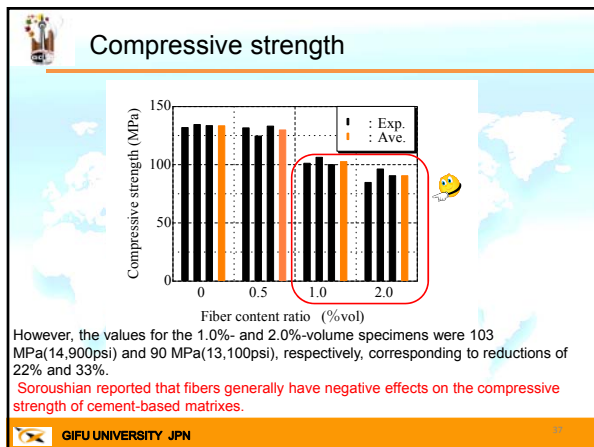 Compressive strength
150
100
50
0
Compressive strength (MPa)
: Exp.
: Ave.
0 0.5 1.0 2.0
Fiber content ratio (%vol)
However, the values for the 1.0%- and 2.0%-volume specimens were 103
MPa(14,900psi) and 90 MPa(13,100psi), respectively, corresponding to reductions of
22% and 33%.
Soroushian reported that fibers generally have negative effects on the compressive
strength of cement-based matrixes.
GIFU UNIVERSITY JPN
37